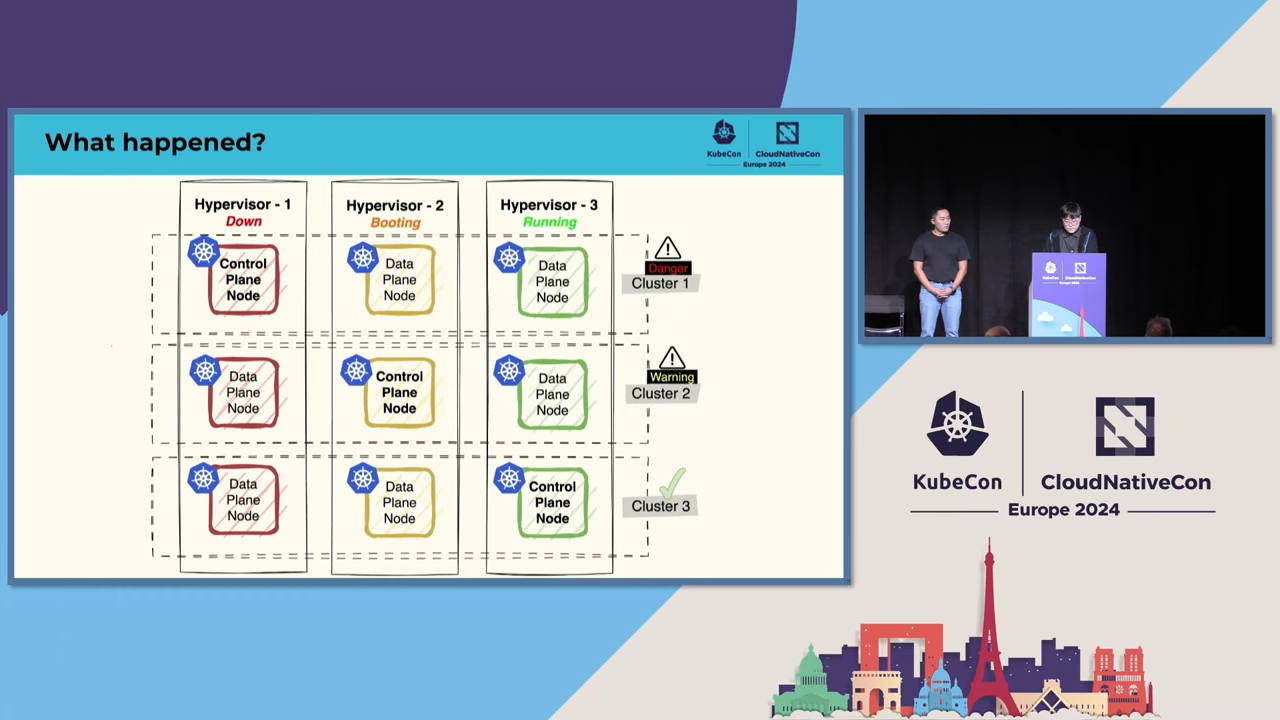 What happened?
KubeCon
CloudNativeCon
Europe 2024
Hypervisor - 1
Down
Hypervisor - 2
Booting
Hypervisor - 3
Running
Control
Plane
Node
Data
Plane
Node
Data
Plane
Node
Danger
Cluster 1
Data
Plane
Node
Control
Plane
Node
Data
Plane
Node
Warning
Cluster 2
Data
Plane
Node
Data
Plane
Node
Control
Plane
Node
Cluster 3
KubeCon
CloudNativeCon
Europe 2024